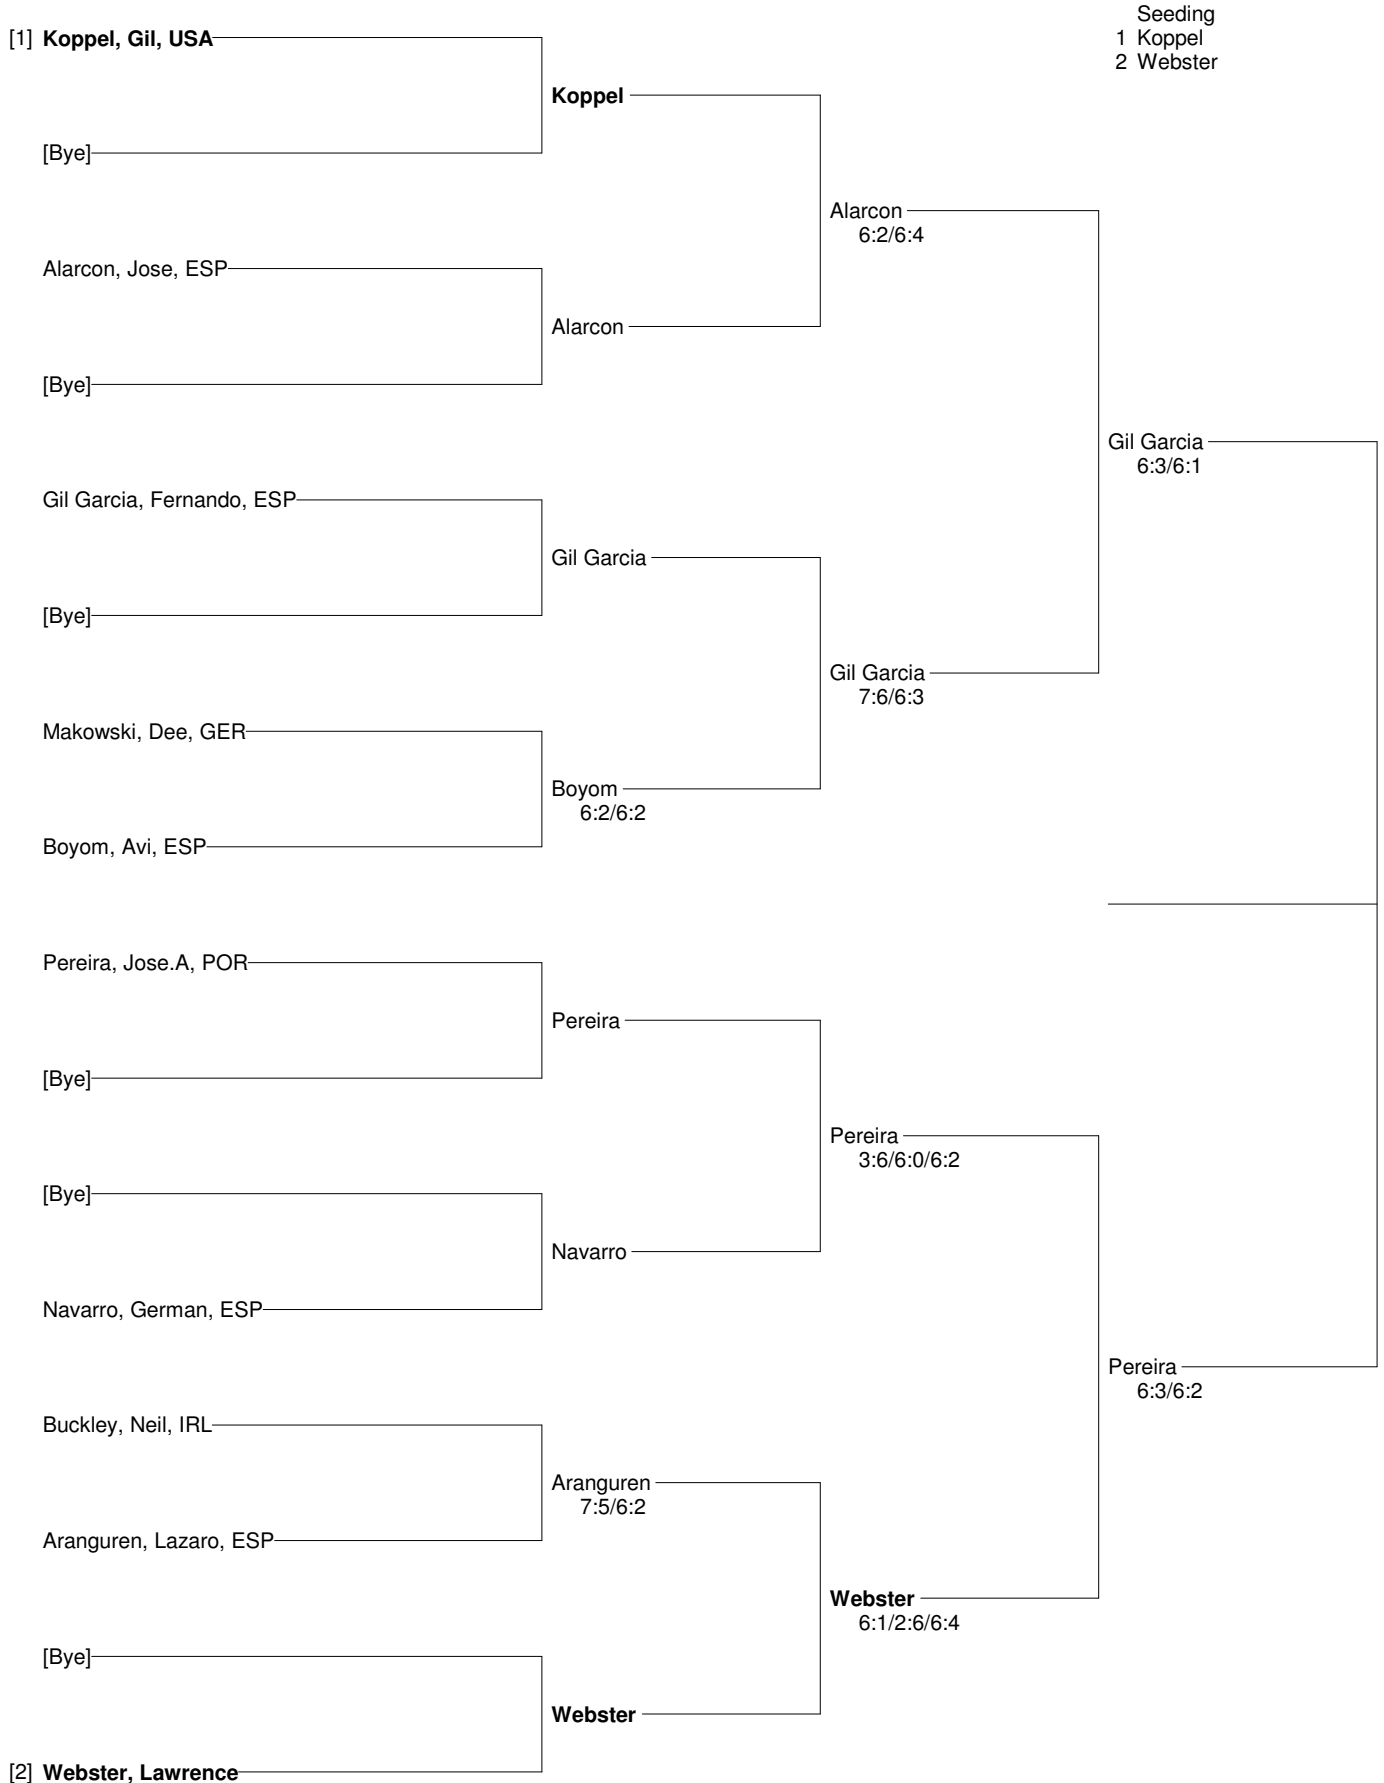 Seeding
1 Koppel
2 Webster
[1] Koppel, Gil, USA
Koppel
[Bye]
Alarcon
6:2/6:4
Alarcon, Jose, ESP
Alarcon
[Bye]
Gil Garcia
6:3/6:1
Gil Garcia, Fernando, ESP
Gil Garcia
[Bye]
Gil Garcia
7:6/6:3
Makowski, Dee, GER
Boyom
6:2/6:2
Boyom, Avi, ESP
Pereira, Jose.A, POR
Pereira
[Bye]
Pereira
3:6/6:0/6:2
[Bye]
Navarro
Navarro, German, ESP
Pereira
6:3/6:2
Buckley, Neil, IRL
Aranguren
7:5/6:2
Aranguren, Lazaro, ESP
Webster
6:1/2:6/6:4
[Bye]
Webster
[2] Webster, Lawrence